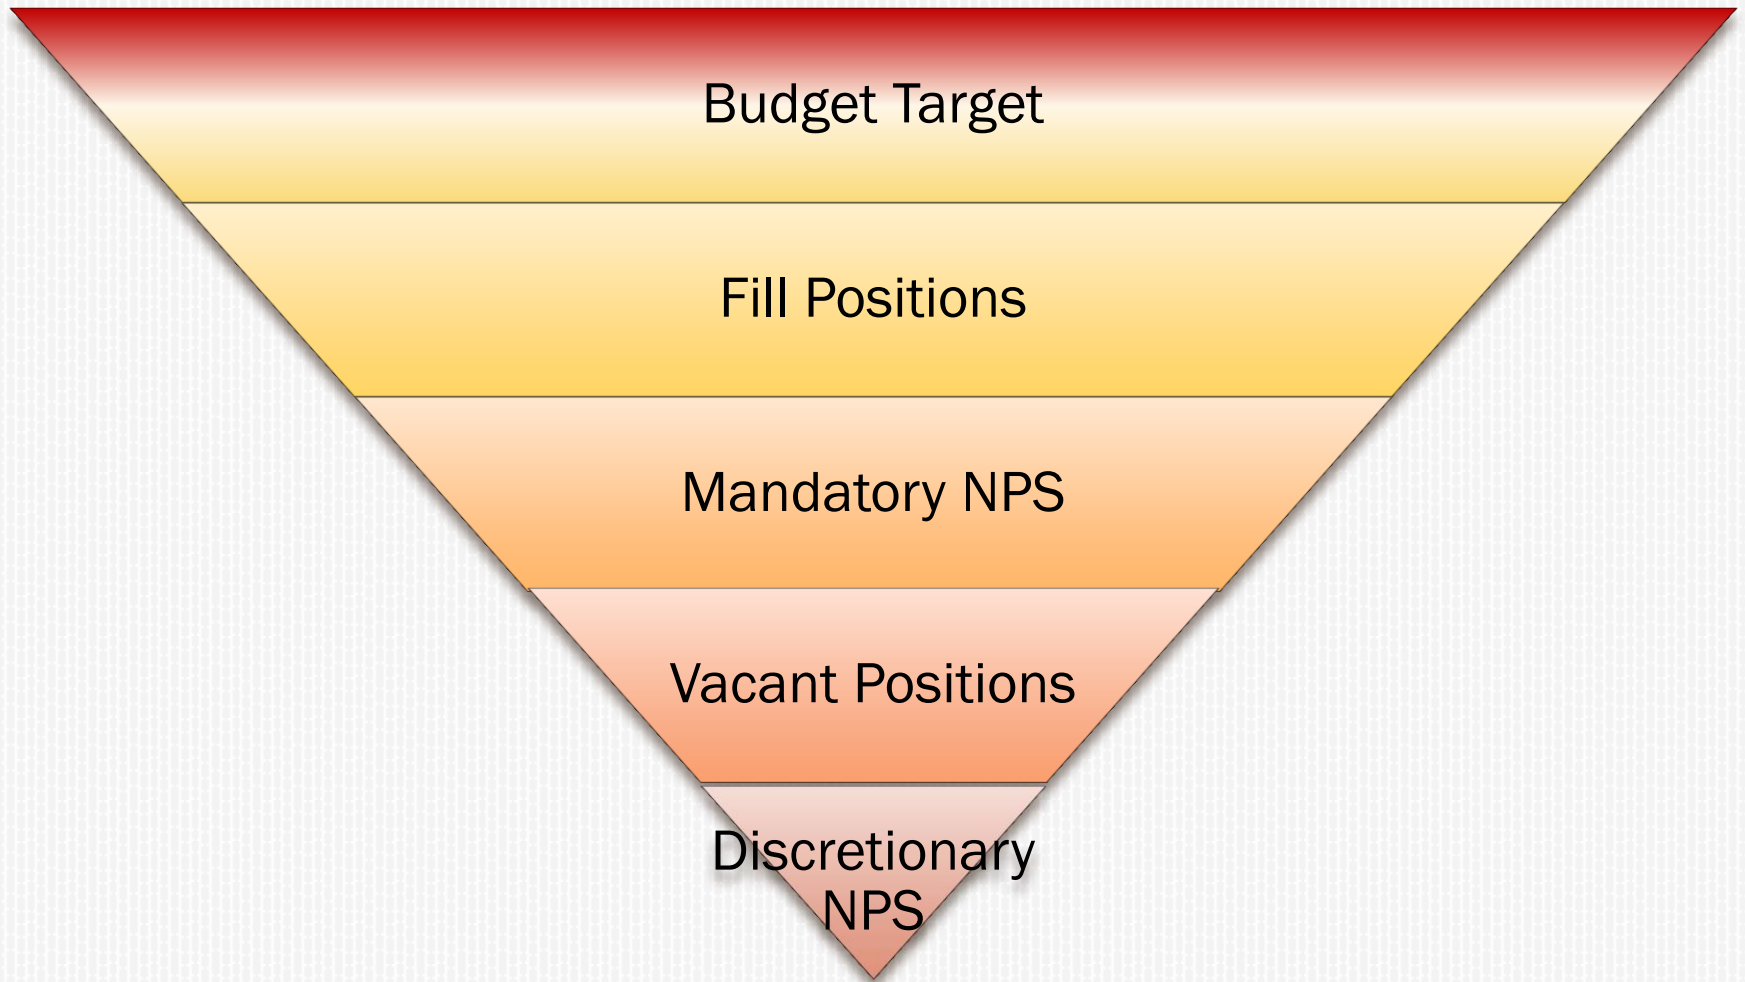 Budget Target
Fill Positions
Mandatory NPS
Vacant Positions
Discretionary
NPS